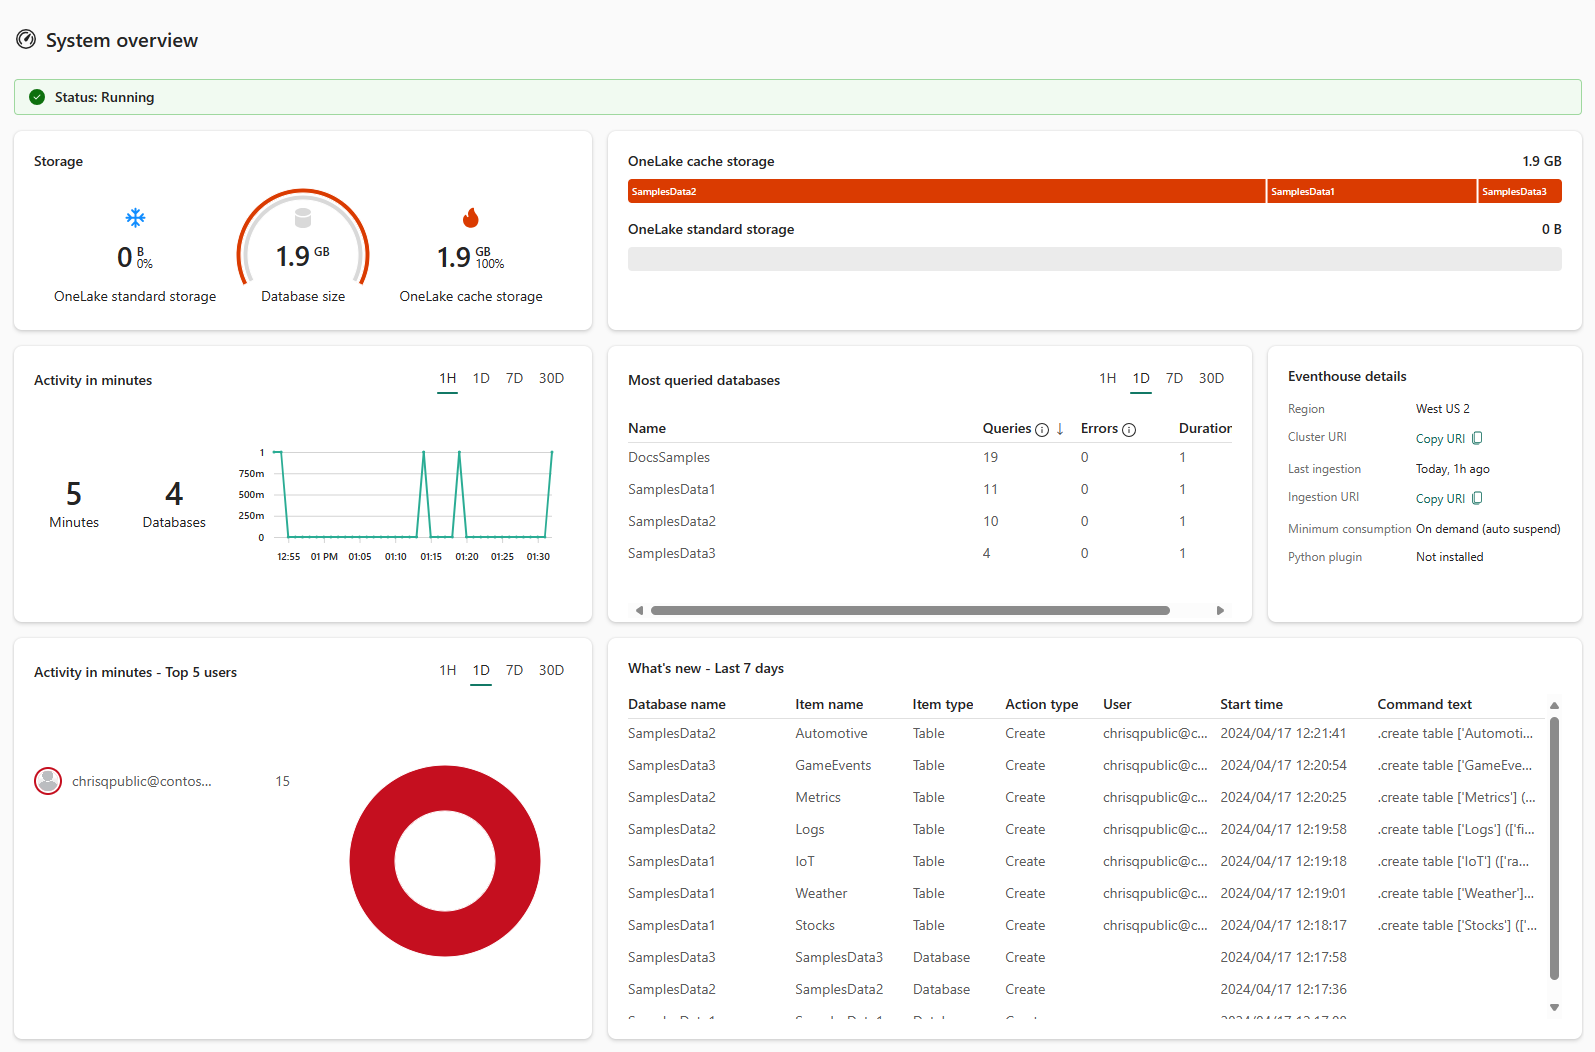 System overview
Status: Running
Storage
0 B 0%
OneLake standard storage
1.9 GB
Database size
1.9 GB 100%
OneLake cache storage
OneLake cache storage 1.9 GB
SamplesData2 SamplesData1 SamplesData3
OneLake standard storage 0 B
Activity in minutes 1H 1D 7D 30D
5
Minutes
4
Databases
1
750m
500m
250m
0
12:55 01 PM 01:05 01:10 01:15 01:20 01:25 01:30
Most queried databases 1H 1D 7D 30D
Name Queries Errors Duration
DocsSamples 19 0 1
SamplesData1 11 0 1
SamplesData2 10 0 1
SamplesData3 4 0 1
Eventhouse details
Region West US 2
Cluster URI Copy URI
Last ingestion Today, 1h ago
Ingestion URI Copy URI
Minimum consumption On demand (auto suspend)
Python plugin Not installed
Activity in minutes - Top 5 users 1H 1D 7D 30D
chrisqpublic@contos... 15
What's new - Last 7 days
Database name Item name Item type Action type User Start time Command text
SamplesData2 Automotive Table Create chrisqpublic@c... 2024/04/17 12:21:41 .create table ['Automoti...
SamplesData3 GameEvents Table Create chrisqpublic@c... 2024/04/17 12:20:54 .create table ['GameEve...
SamplesData2 Metrics Table Create chrisqpublic@c... 2024/04/17 12:20:25 .create table ['Metrics'] (...
SamplesData2 Logs Table Create chrisqpublic@c... 2024/04/17 12:19:58 .create table ['Logs'] (['fi...
SamplesData1 IoT Table Create chrisqpublic@c... 2024/04/17 12:19:18 .create table ['IoT'] (['ra...
SamplesData1 Weather Table Create chrisqpublic@c... 2024/04/17 12:19:01 .create table ['Weather']...
SamplesData1 Stocks Table Create chrisqpublic@c... 2024/04/17 12:18:17 .create table ['Stocks'] (['...
SamplesData3 SamplesData3 Database Create 2024/04/17 12:17:58
SamplesData2 SamplesData2 Database Create 2024/04/17 12:17:36